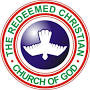 THE REDEEMED CHRISTIAN
CHURCH OF GOD